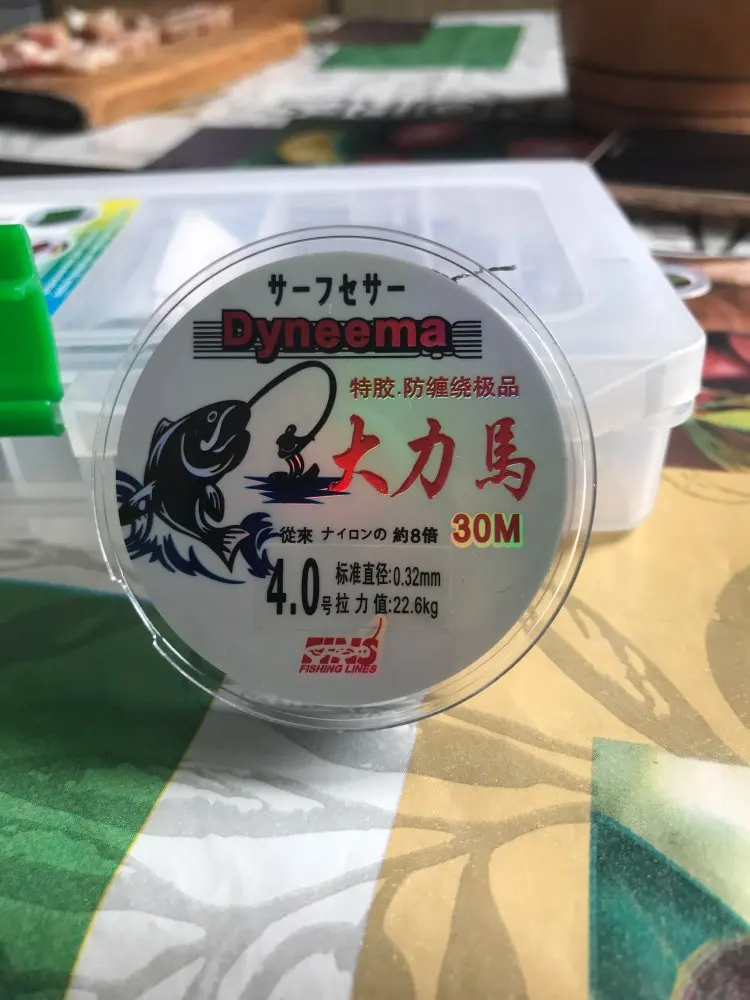 サーフセサー
Dyneema
特胶.防缠绕极品
大力馬
從來 ナイロンの 約8倍 30M
4.0号
标准直径:0.32mm
拉力值:22.6kg
FINS
FISHING LINES